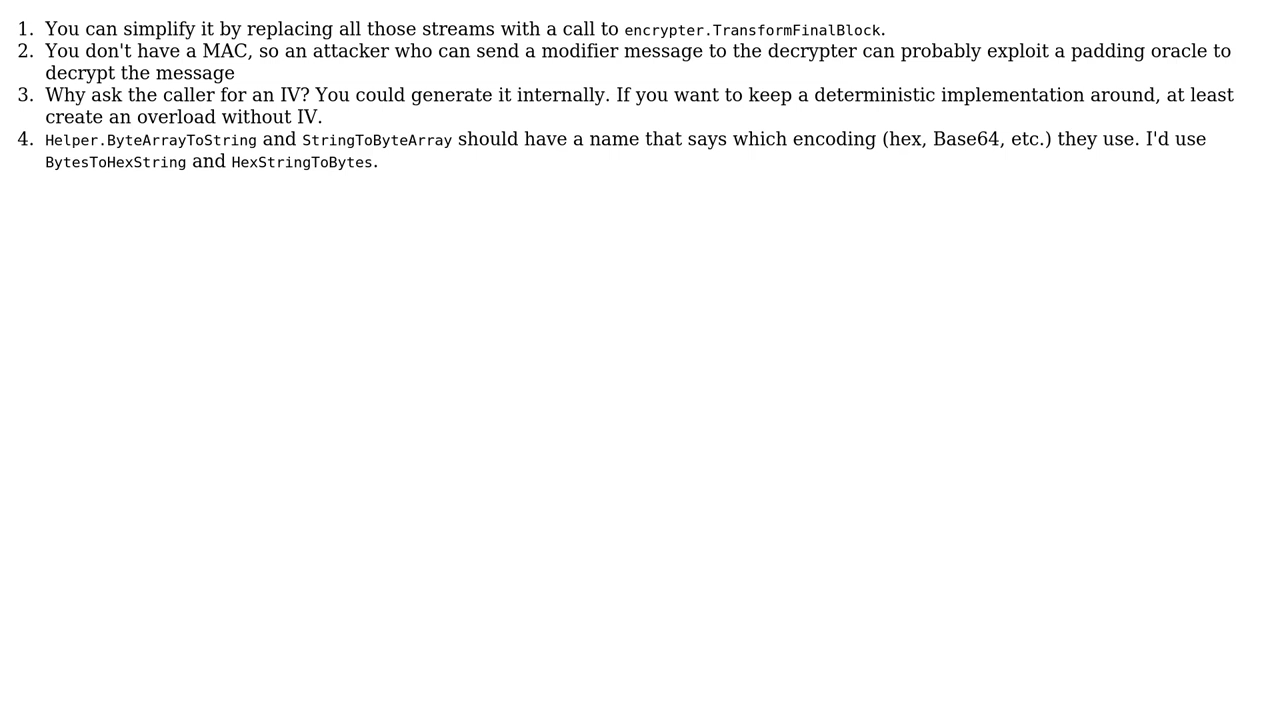 1. You can simplify it by replacing all those streams with a call to encrypter.TransformFinalBlock.
2. You don't have a MAC, so an attacker who can send a modifier message to the decrypter can probably exploit a padding oracle to
decrypt the message
3. Why ask the caller for an IV? You could generate it internally. If you want to keep a deterministic implementation around, at least
create an overload without IV.
4. Helper.ByteArrayToString and StringToByteArray should have a name that says which encoding (hex, Base64, etc.) they use. I'd use
BytesToHexString and HexStringToBytes.